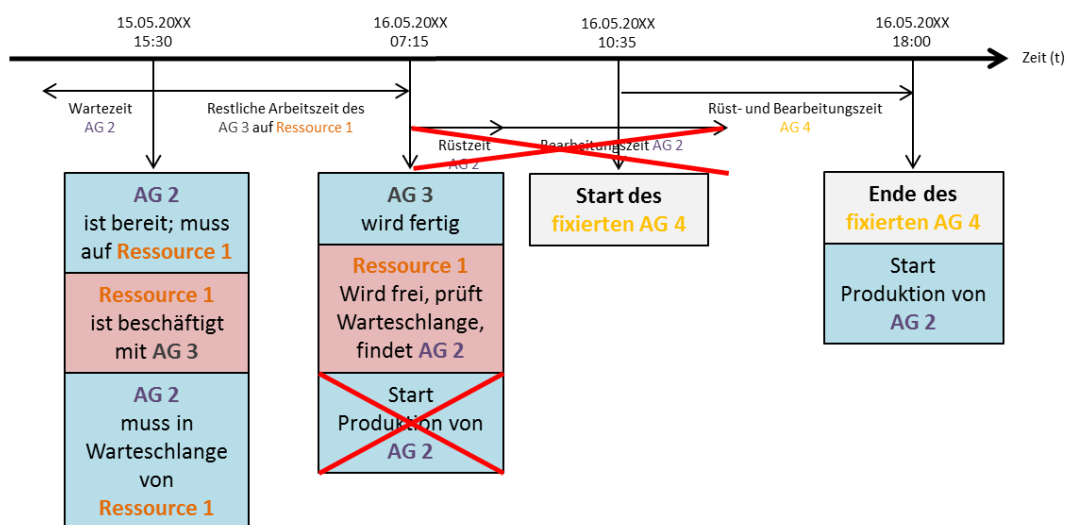 15.05.20XX
15:30
16.05.20XX
07:15
16.05.20XX
10:35
16.05.20XX
18:00
Zeit (t)
Wartezeit
AG 2
Restliche Arbeitszeit des
AG 3 auf Ressource 1
Rüst- und Bearbeitungszeit
AG 4
Rüstzeit
AG 2
Bearbeitungszeit AG 2
AG 2
ist bereit; muss
auf Ressource 1
Ressource 1
ist beschäftigt
mit AG 3
AG 2
muss in
Warteschlange
von
Ressource 1
AG 3
wird fertig
Ressource 1
Wird frei, prüft
Warteschlange,
findet AG 2
Start
Produktion von
AG 2
Start des
fixierten AG 4
Ende des
fixierten AG 4
Start
Produktion von
AG 2